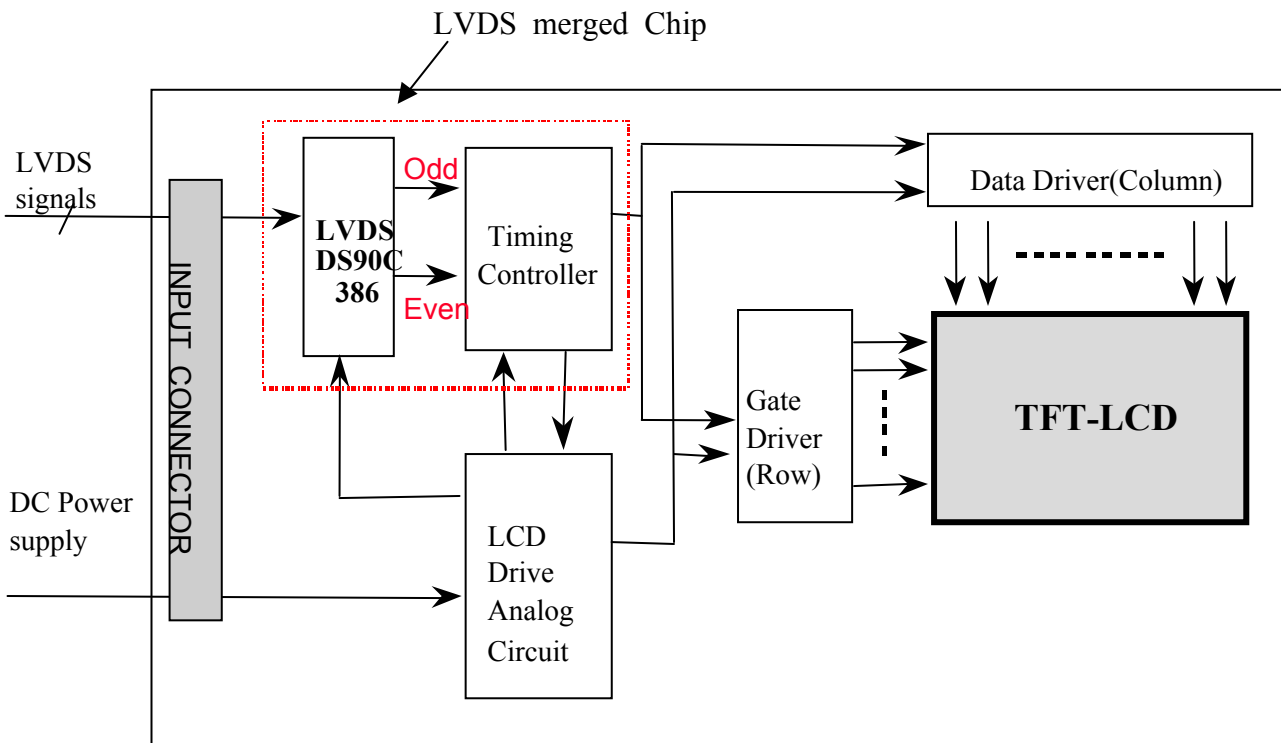 LVDS merged Chip
LVDS
signals
INPUT CONNECTOR
DC Power
supply
LVDS
DS90C
386
Odd
Even
Timing
Controller
LCD
Drive
Analog
Circuit
Data Driver(Column)
Gate
Driver
(Row)
TFT-LCD